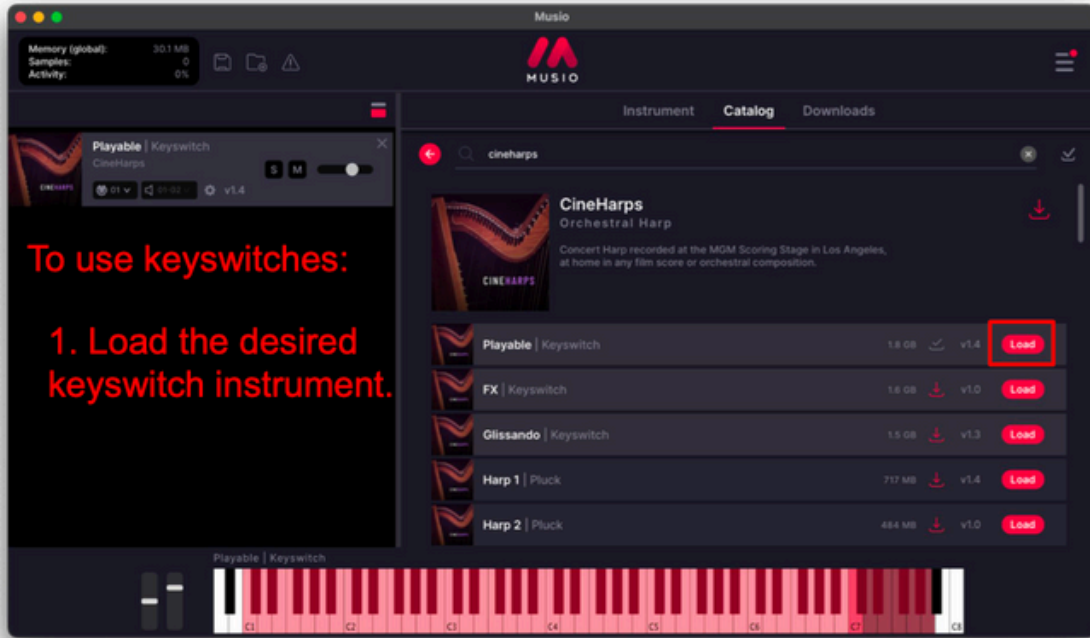 Musio
Memory (global): 30.1 MB
Samples: 0
Activity: 0%
MUSIO
Instrument Catalog Downloads
Playable | Keyswitch
CineHarps
S M
CINEHARPS
01 01-02 v1.4
cineharps
CineHarps
Orchestral Harp
Concert Harp recorded at the MGM Scoring Stage in Los Angeles,
at home in any film score or orchestral composition.
CINEHARPS
To use keyswitches:
1. Load the desired
keyswitch instrument.
Playable | Keyswitch 1.8 GB v1.4 Load
FX | Keyswitch 1.6 GB v1.0 Load
Glissando | Keyswitch 1.5 GB v1.3 Load
Harp 1 | Pluck 717 MB v1.4 Load
Harp 2 | Pluck 484 MB v1.0 Load
Playable | Keyswitch
C1 C2 C3 C4 C5 C6 C7 C8